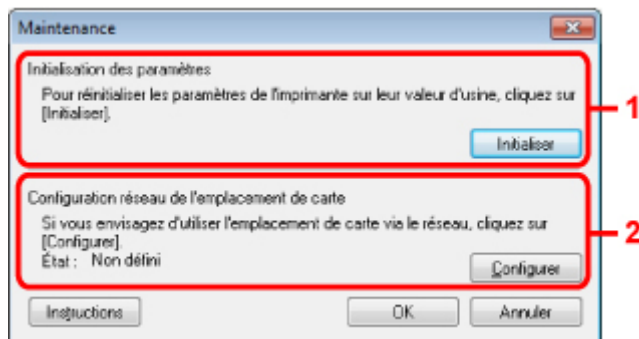 Maintenance
Initialisation des paramètres
Pour réinitialiser les paramètres de l'imprimante sur leur valeur d'usine, cliquez sur
[Initialiser].
1
Initialiser
Configuration réseau de l'emplacement de carte
Si vous envisagez d'utiliser l'emplacement de carte via le réseau, cliquez sur
[Configurer].
2
État : Non défini
Configurer
Instructions OK Annuler